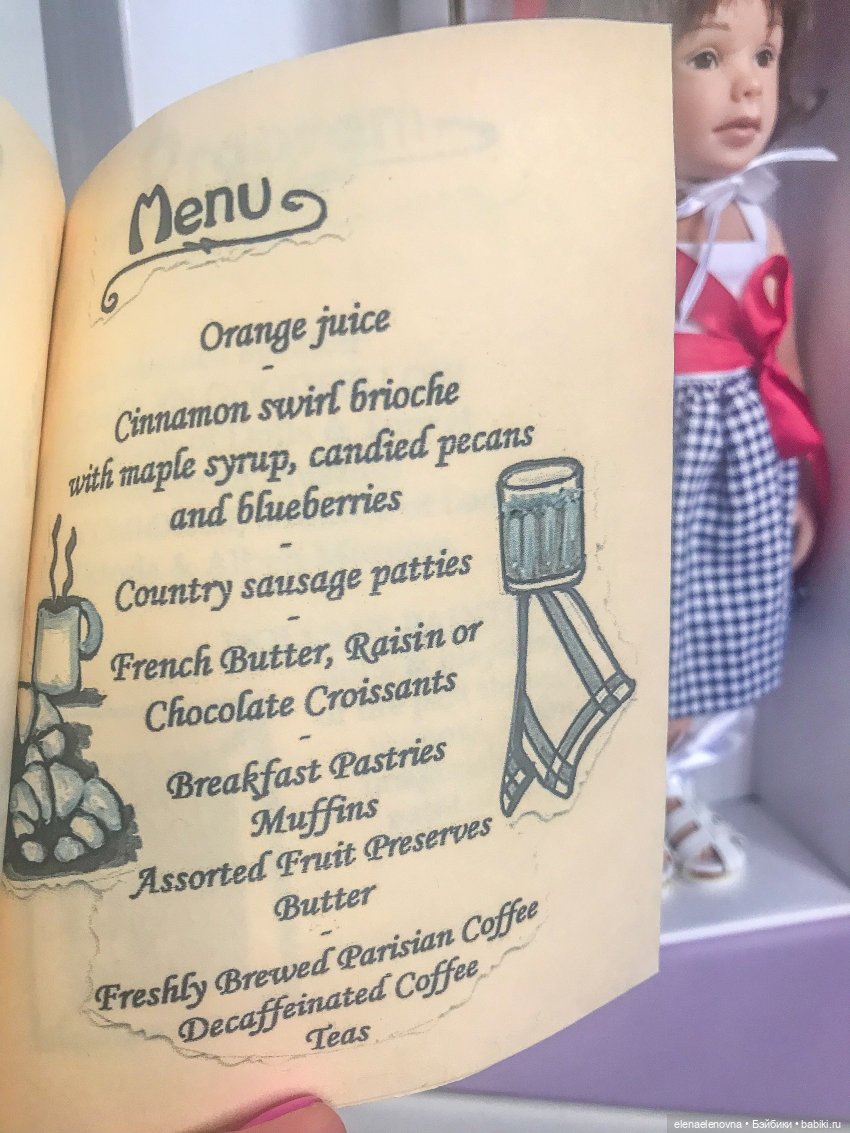 Menu
Orange juice
-
Cinnamon swirl brioche
with maple syrup, candied pecans
and blueberries
-
Country sausage patties
-
French Butter, Raisin or
Chocolate Croissants
-
Breakfast Pastries
Muffins
Assorted Fruit Preserves
Butter
-
Freshly Brewed Parisian Coffee
Decaffeinated Coffee
Teas
elenaelenovna • Бэйбики • babiki.ru